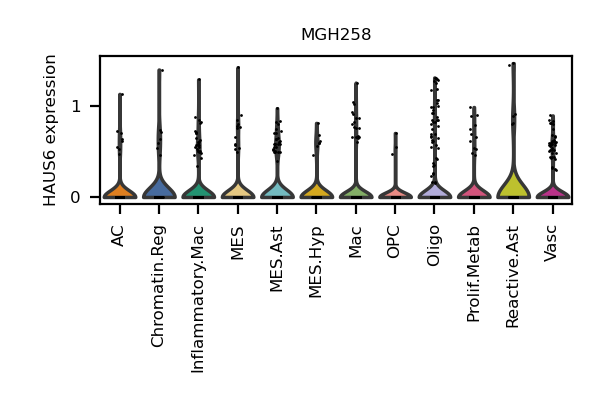 MGH258
HAUS6 expression
1
0
AC
Chromatin.Reg
Inflammatory.Mac
MES
MES.Ast
MES.Hyp
Mac
OPC
Oligo
Prolif.Metab
Reactive.Ast
Vasc